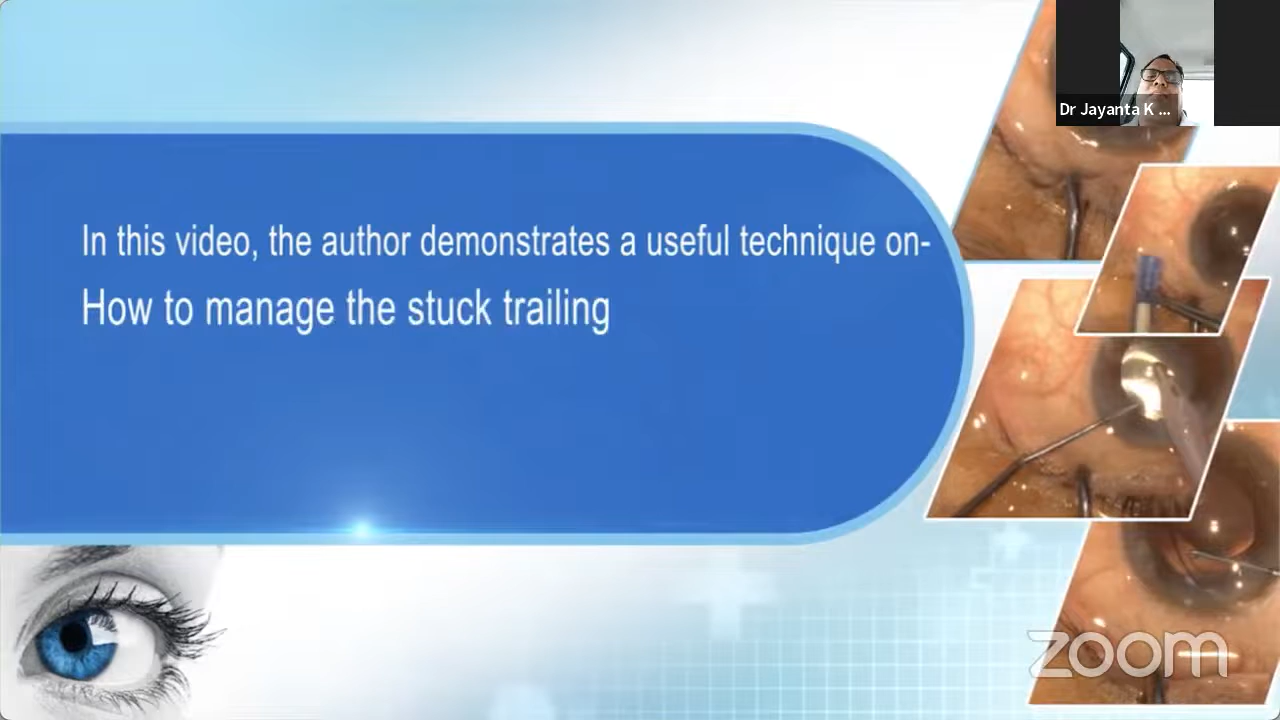 Dr Jayanta K ...
In this video, the author demonstrates a useful technique on-
How to manage the stuck trailing
zoom